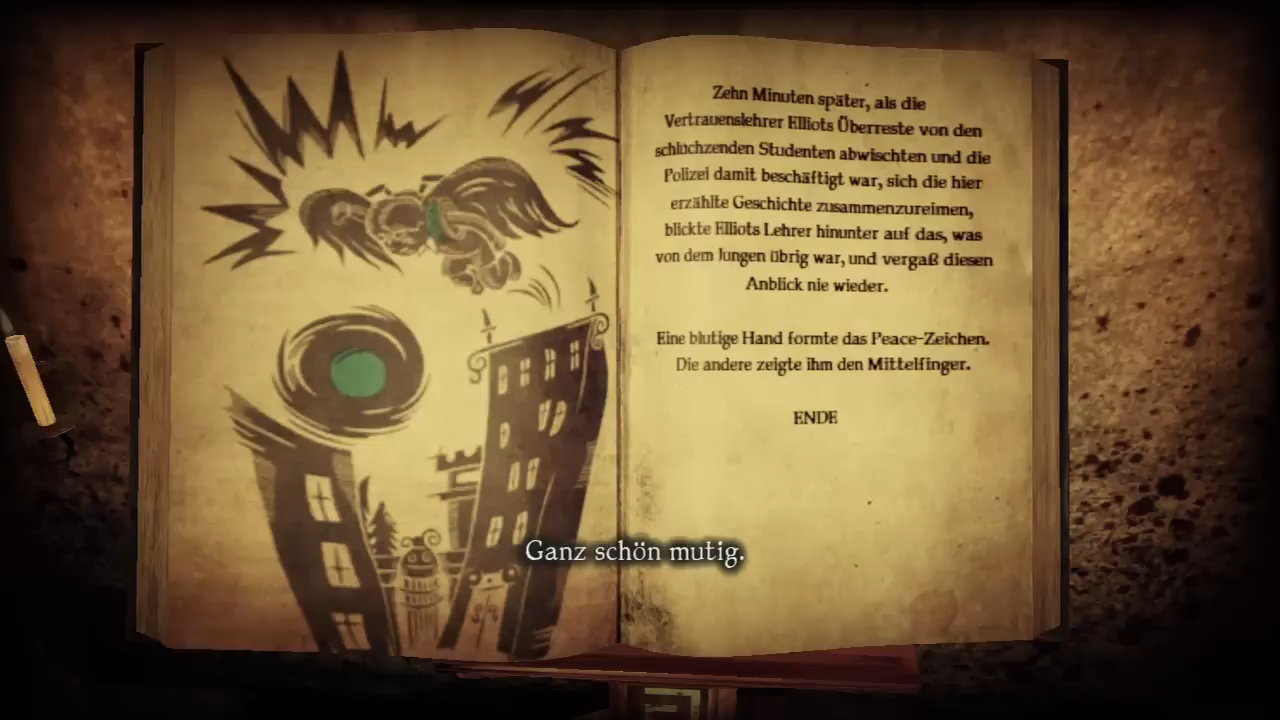 Zehn Minuten später, als die
Vertrauenslehrer Elliots Überreste von den
schluchzenden Studenten abwischten und die
Polizei damit beschäftigt war, sich die hier
erzählte Geschichte zusammenzureimen,
blickte Elliots Lehrer hinunter auf das, was
von dem Jungen übrig war, und vergaß diesen
Anblick nie wieder.
Eine blutige Hand formte das Peace-Zeichen.
Die andere zeigte ihm den Mittelfinger.
ENDE
Ganz schön mutig.